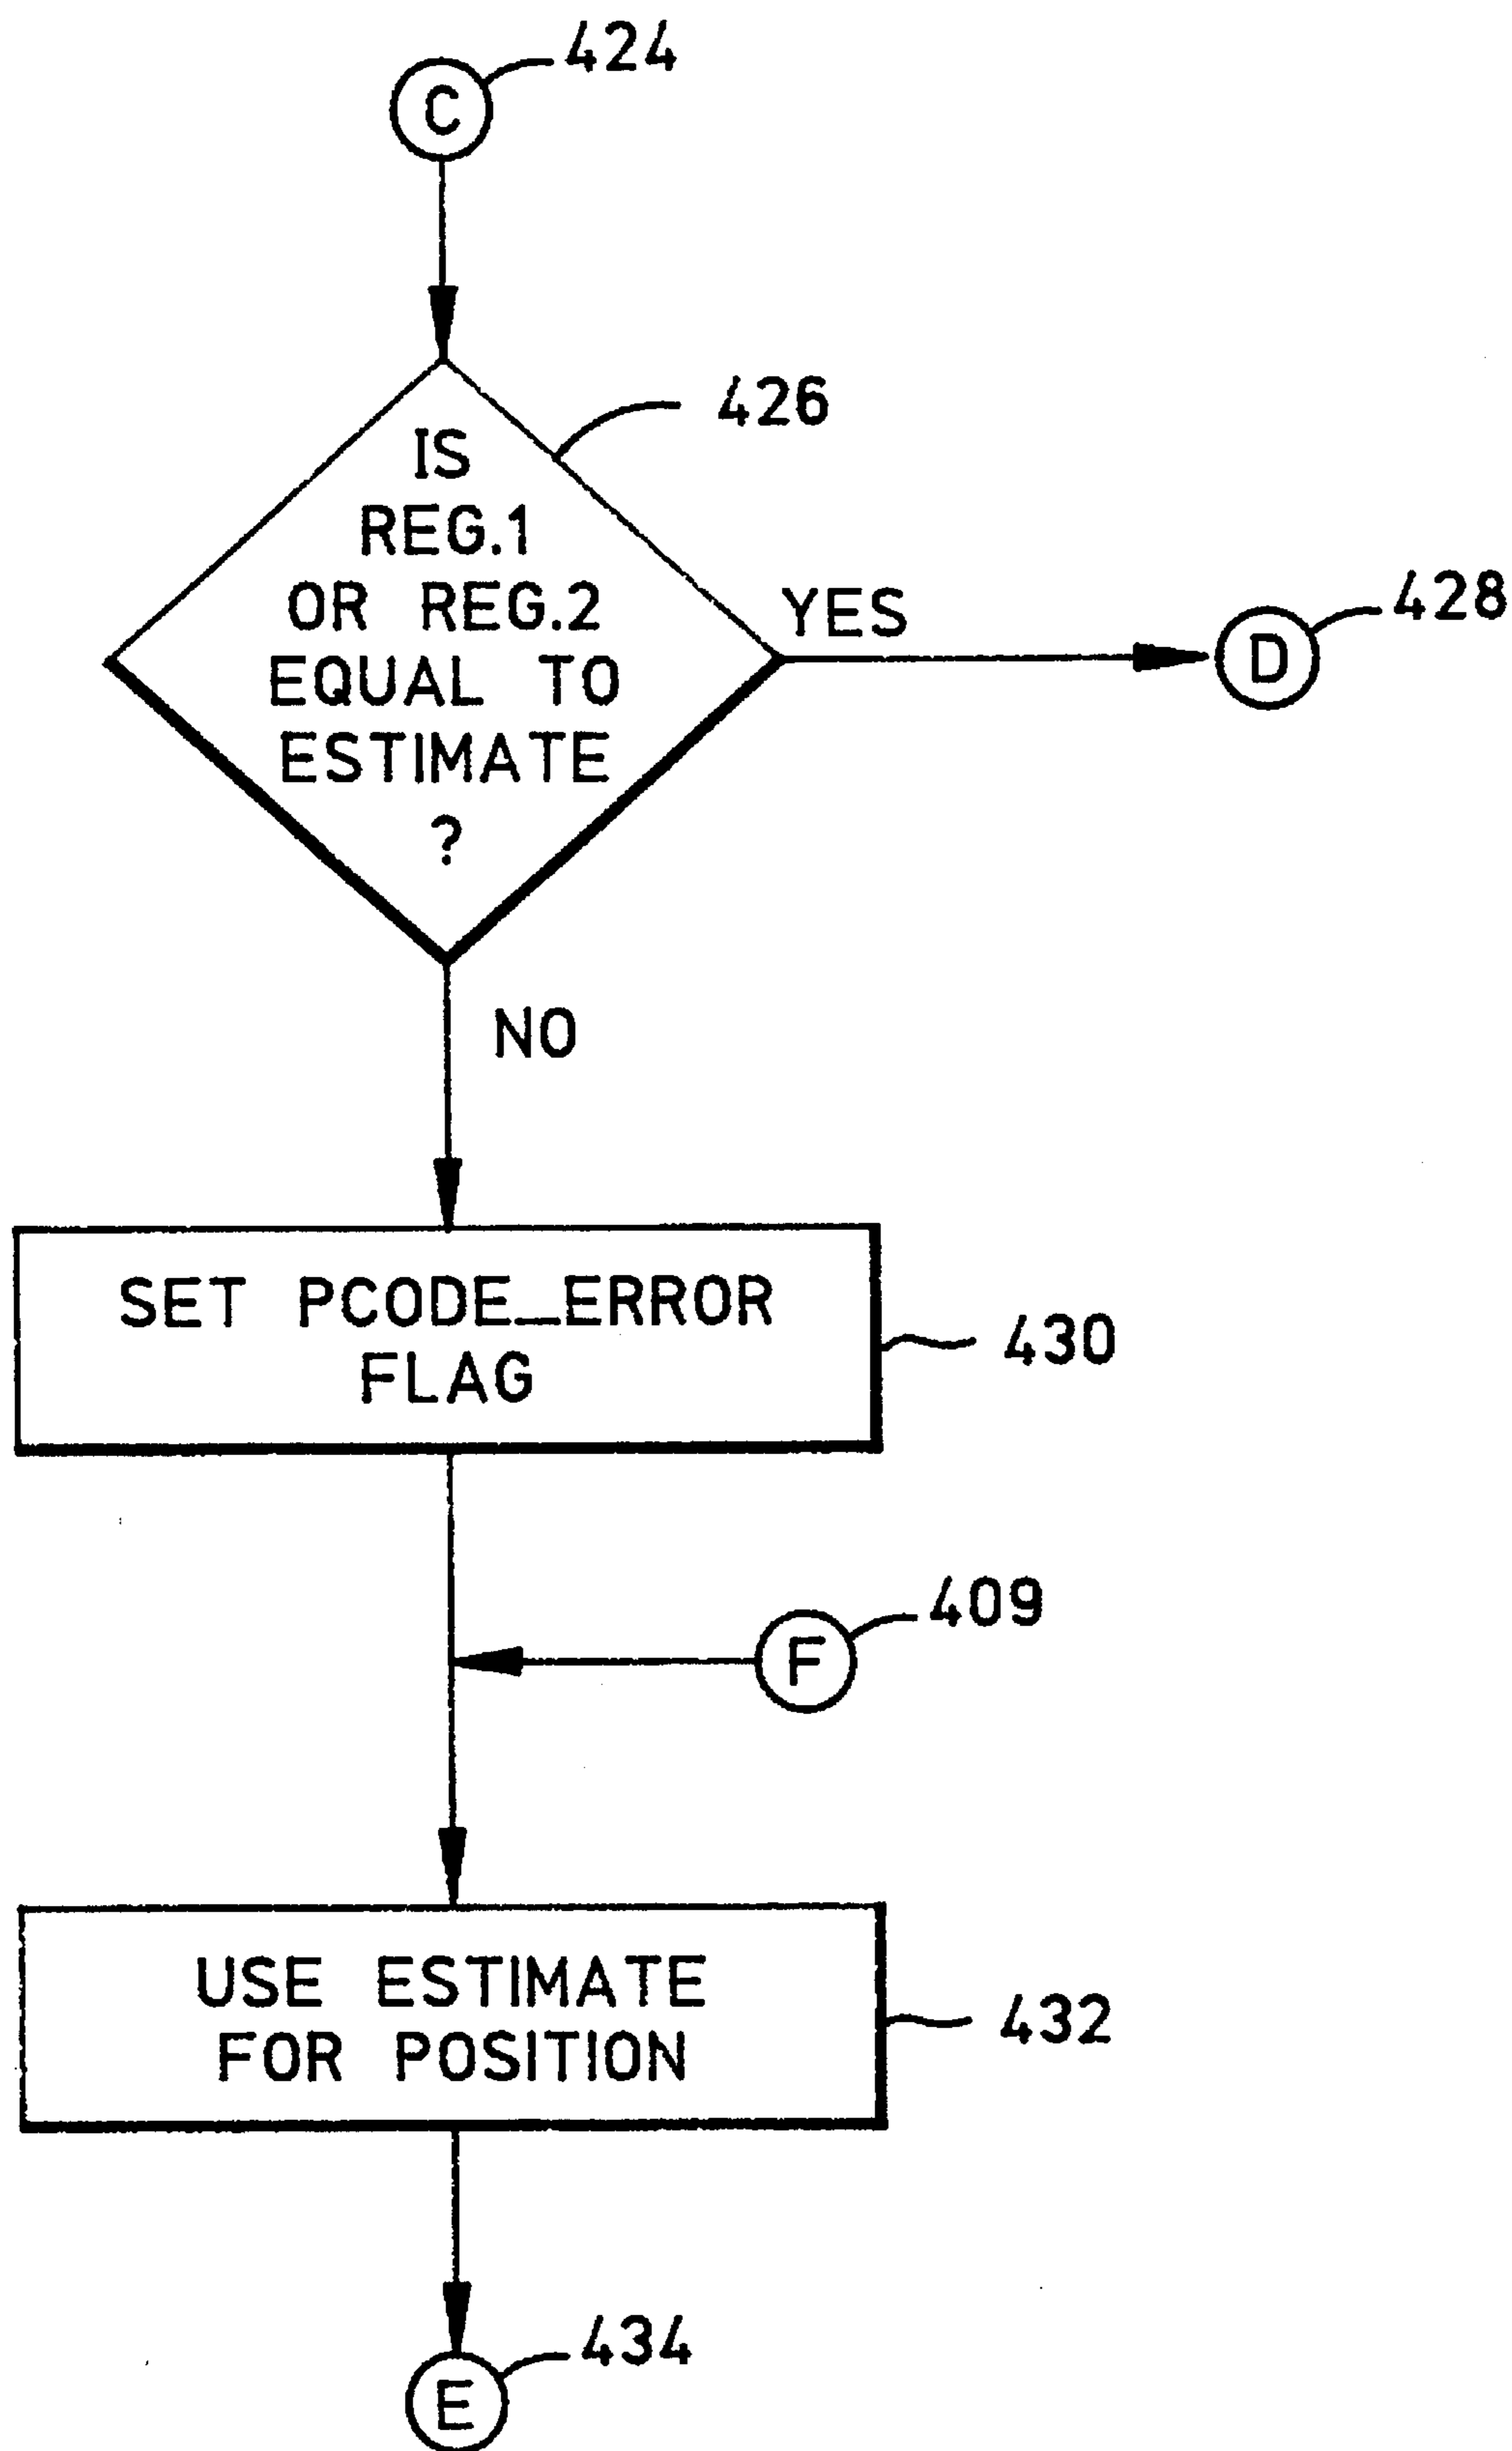 424
C
426
IS
REG.1
OR REG.2
EQUAL TO
ESTIMATE
?
YES
428
D
NO
SET PCODE_ERROR
FLAG
430
409
F
USE ESTIMATE
FOR POSITION
432
434
E